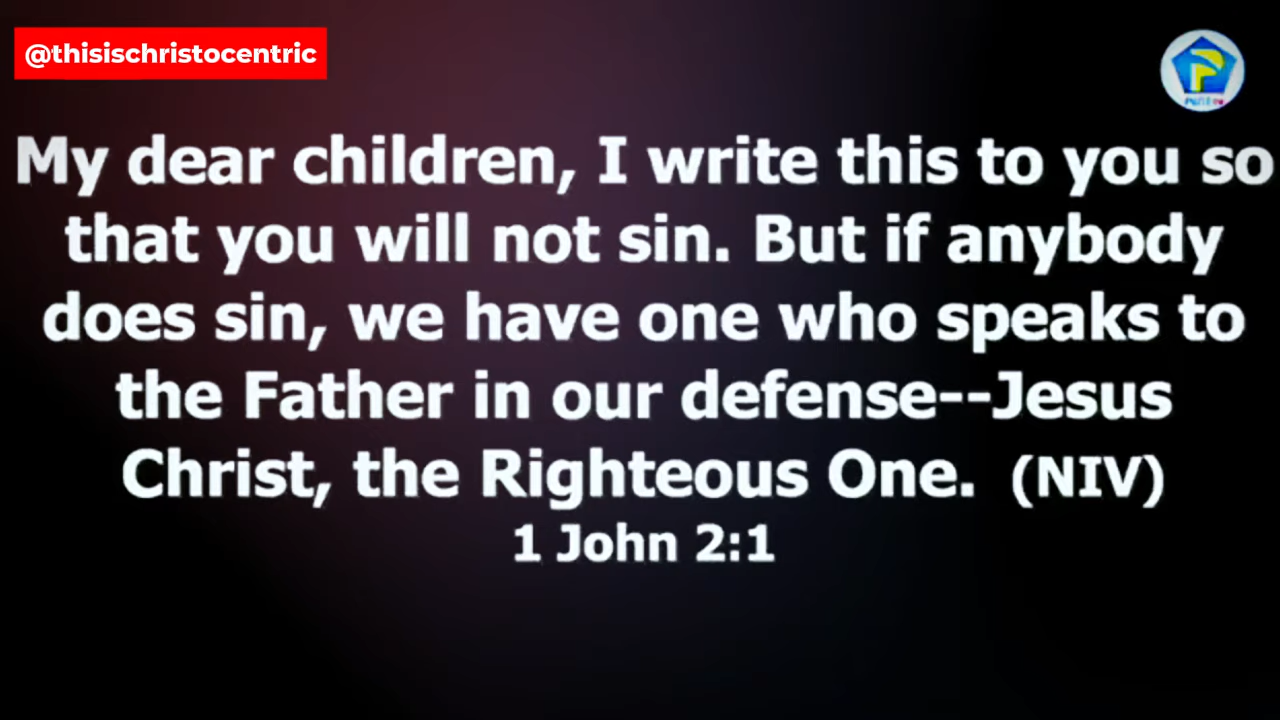 @thisischristocentric
My dear children, I write this to you so
that you will not sin. But if anybody
does sin, we have one who speaks to
the Father in our defense--Jesus
Christ, the Righteous One. (NIV)
1 John 2:1